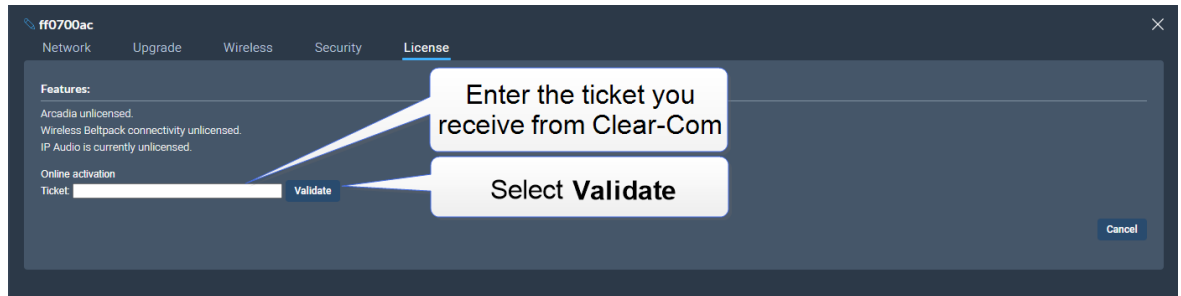 ff0700ac
Network Upgrade Wireless Security License
Features:
Arcadia unlicensed.
Wireless Beltpack connectivity unlicensed.
IP Audio is currently unlicensed.
Online activation
Ticket: Validate
Enter the ticket you
receive from Clear-Com
Select Validate
Cancel